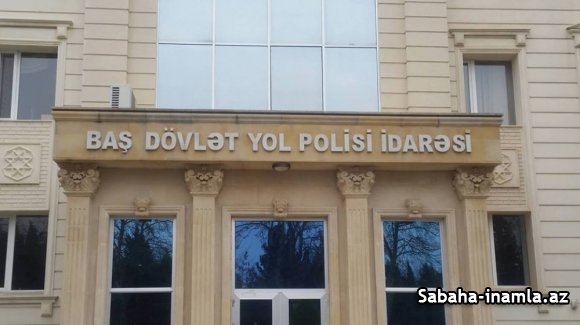 BAŞ DÖVLƏT YOL POLİSİ İDARƏSİ
Sabaha-inamla.az